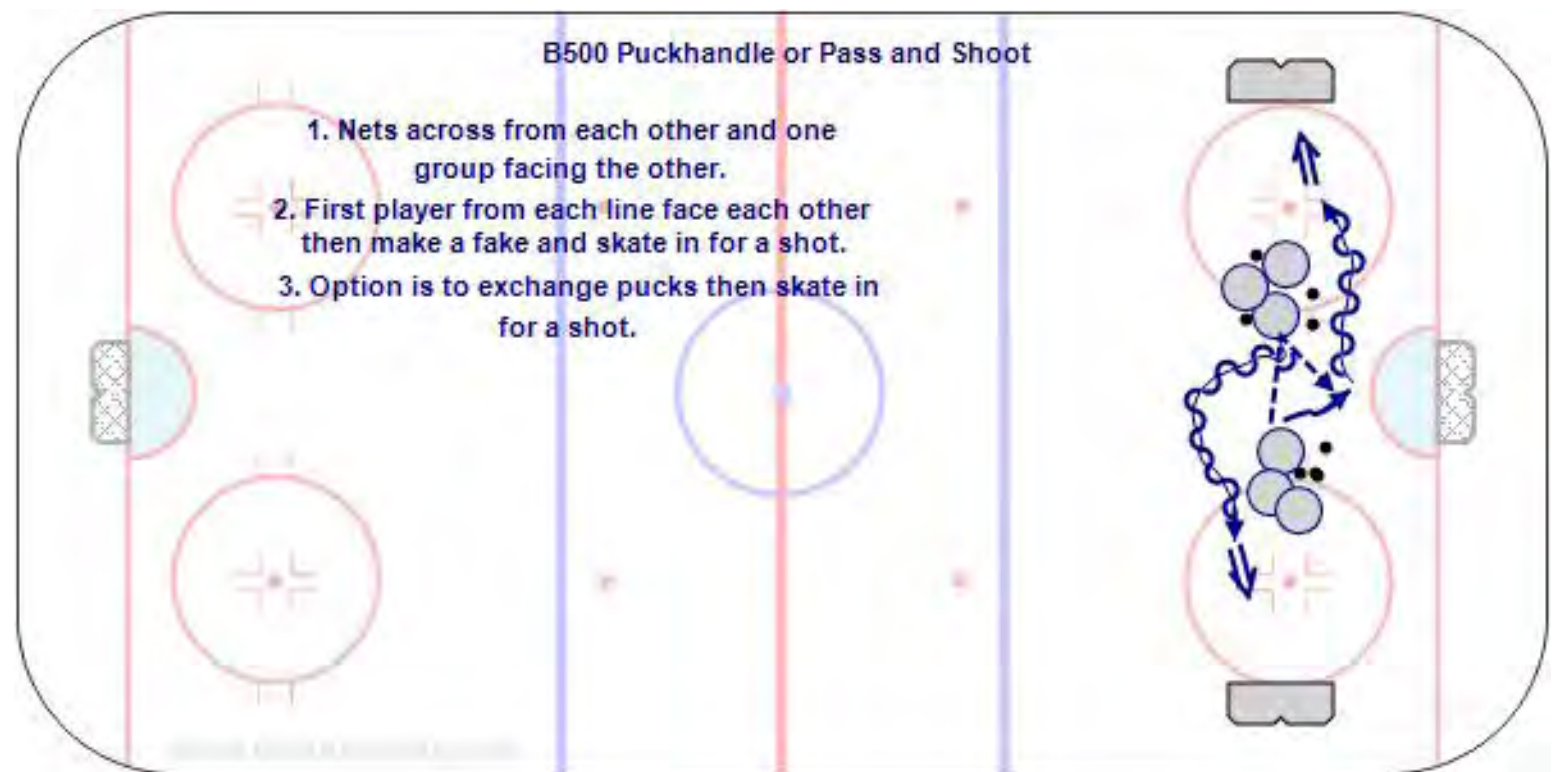 B500 Puckhandle or Pass and Shoot
1. Nets across from each other and one
group facing the other.
2. First player from each line face each other
then make a fake and skate in for a shot.
3. Option is to exchange pucks then skate in
for a shot.